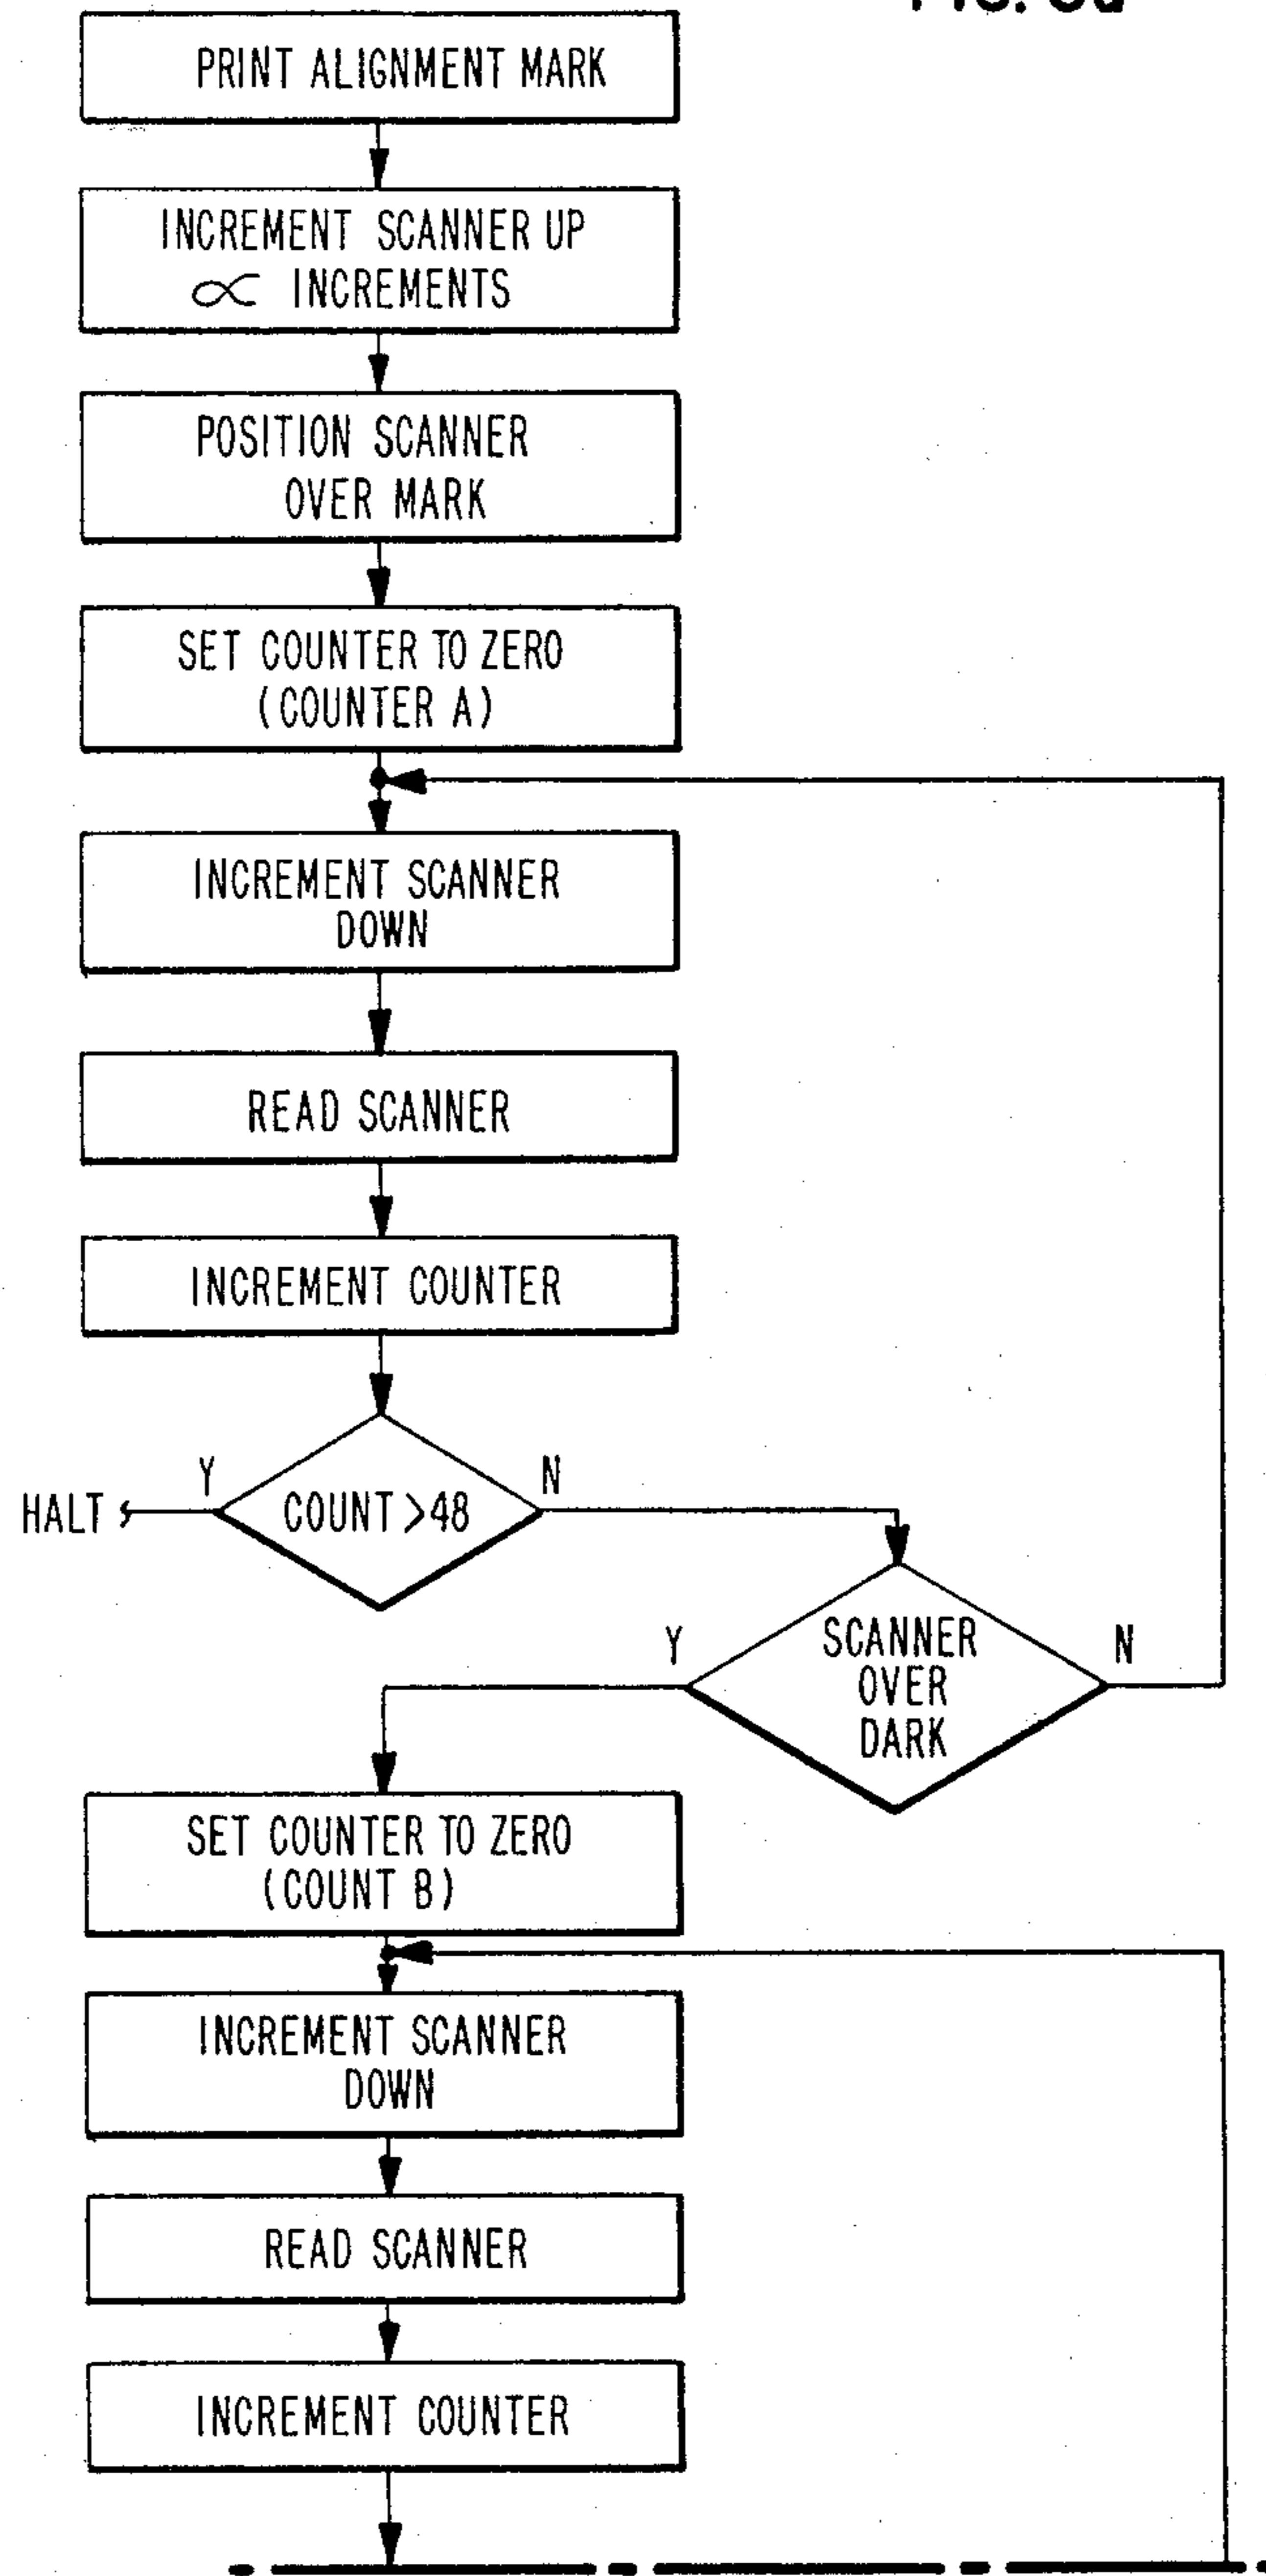 PRINT ALIGNMENT MARK
INCREMENT SCANNER UP
∝ INCREMENTS
POSITION SCANNER
OVER MARK
SET COUNTER TO ZERO
(COUNTER A)
INCREMENT SCANNER
DOWN
READ SCANNER
INCREMENT COUNTER
Y
N
HALT
COUNT >48
Y
SCANNER
OVER
DARK
N
SET COUNTER TO ZERO
(COUNT B)
INCREMENT SCANNER
DOWN
READ SCANNER
INCREMENT COUNTER